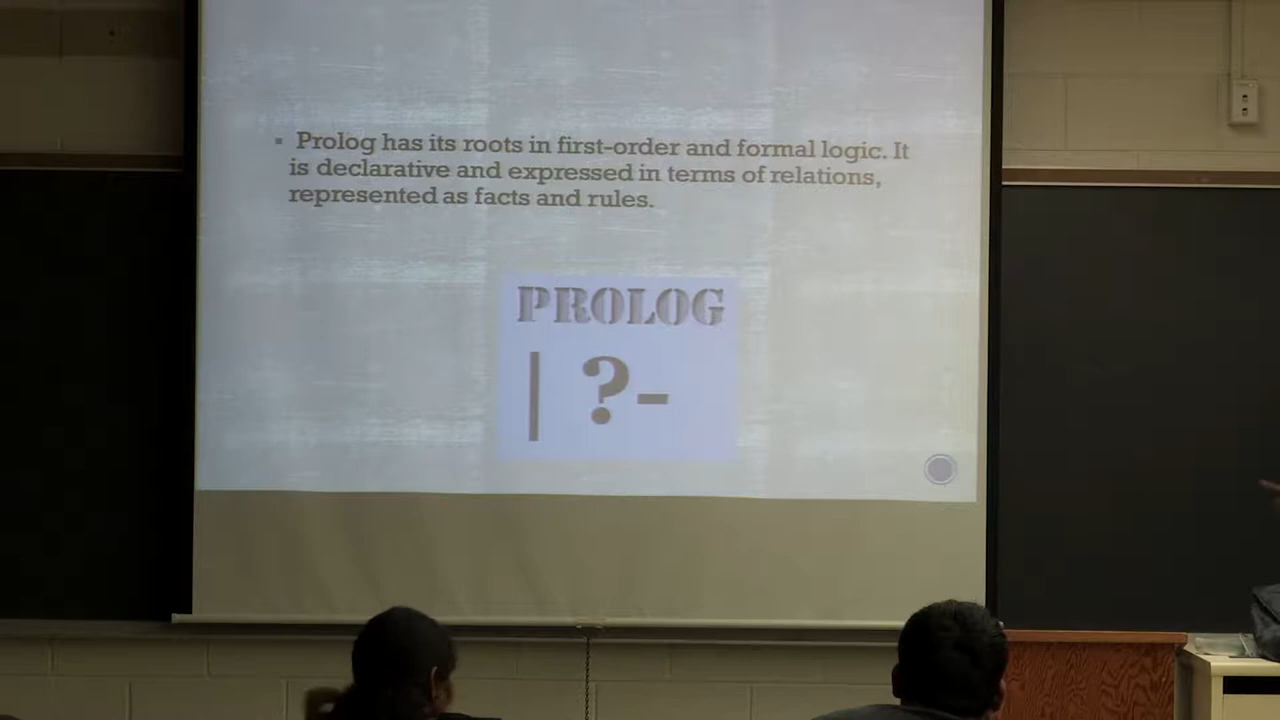 ▪ Prolog has its roots in first-order and formal logic. It
is declarative and expressed in terms of relations,
represented as facts and rules.
PROLOG
| ?-